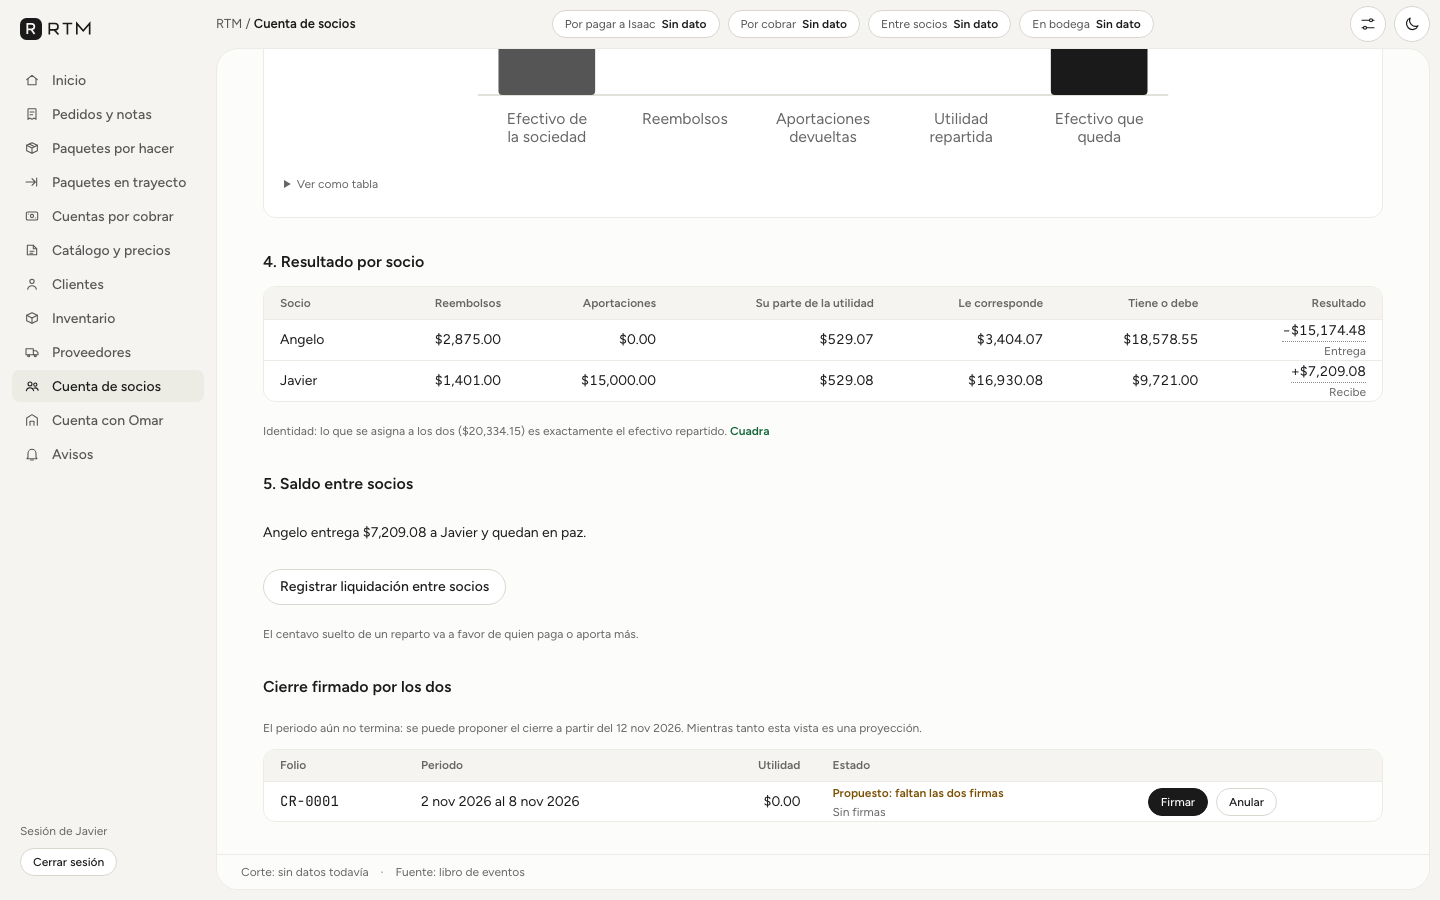 R RTM
RTM / Cuenta de socios
Por pagar a Isaac Sin dato
Por cobrar Sin dato
Entre socios Sin dato
En bodega Sin dato
Inicio
Pedidos y notas
Paquetes por hacer
Paquetes en trayecto
Cuentas por cobrar
Catálogo y precios
Clientes
Inventario
Proveedores
Cuenta de socios
Cuenta con Omar
Avisos
Sesión de Javier
Cerrar sesión
Efectivo de
la sociedad
Reembolsos
Aportaciones
devueltas
Utilidad
repartida
Efectivo que
queda
Ver como tabla
4. Resultado por socio
Socio Reembolsos Aportaciones Su parte de la utilidad Le corresponde Tiene o debe Resultado
Angelo $2,875.00 $0.00 $529.07 $3,404.07 $18,578.55 −$15,174.48
Entrega
Javier $1,401.00 $15,000.00 $529.08 $16,930.08 $9,721.00 +$7,209.08
Recibe
Identidad: lo que se asigna a los dos ($20,334.15) es exactamente el efectivo repartido. Cuadra
5. Saldo entre socios
Angelo entrega $7,209.08 a Javier y quedan en paz.
Registrar liquidación entre socios
El centavo suelto de un reparto va a favor de quien paga o aporta más.
Cierre firmado por los dos
El periodo aún no termina: se puede proponer el cierre a partir del 12 nov 2026. Mientras tanto esta vista es una proyección.
Folio Periodo Utilidad Estado
CR-0001 2 nov 2026 al 8 nov 2026 $0.00 Propuesto: faltan las dos firmas
Sin firmas
Firmar Anular
Corte: sin datos todavía · Fuente: libro de eventos